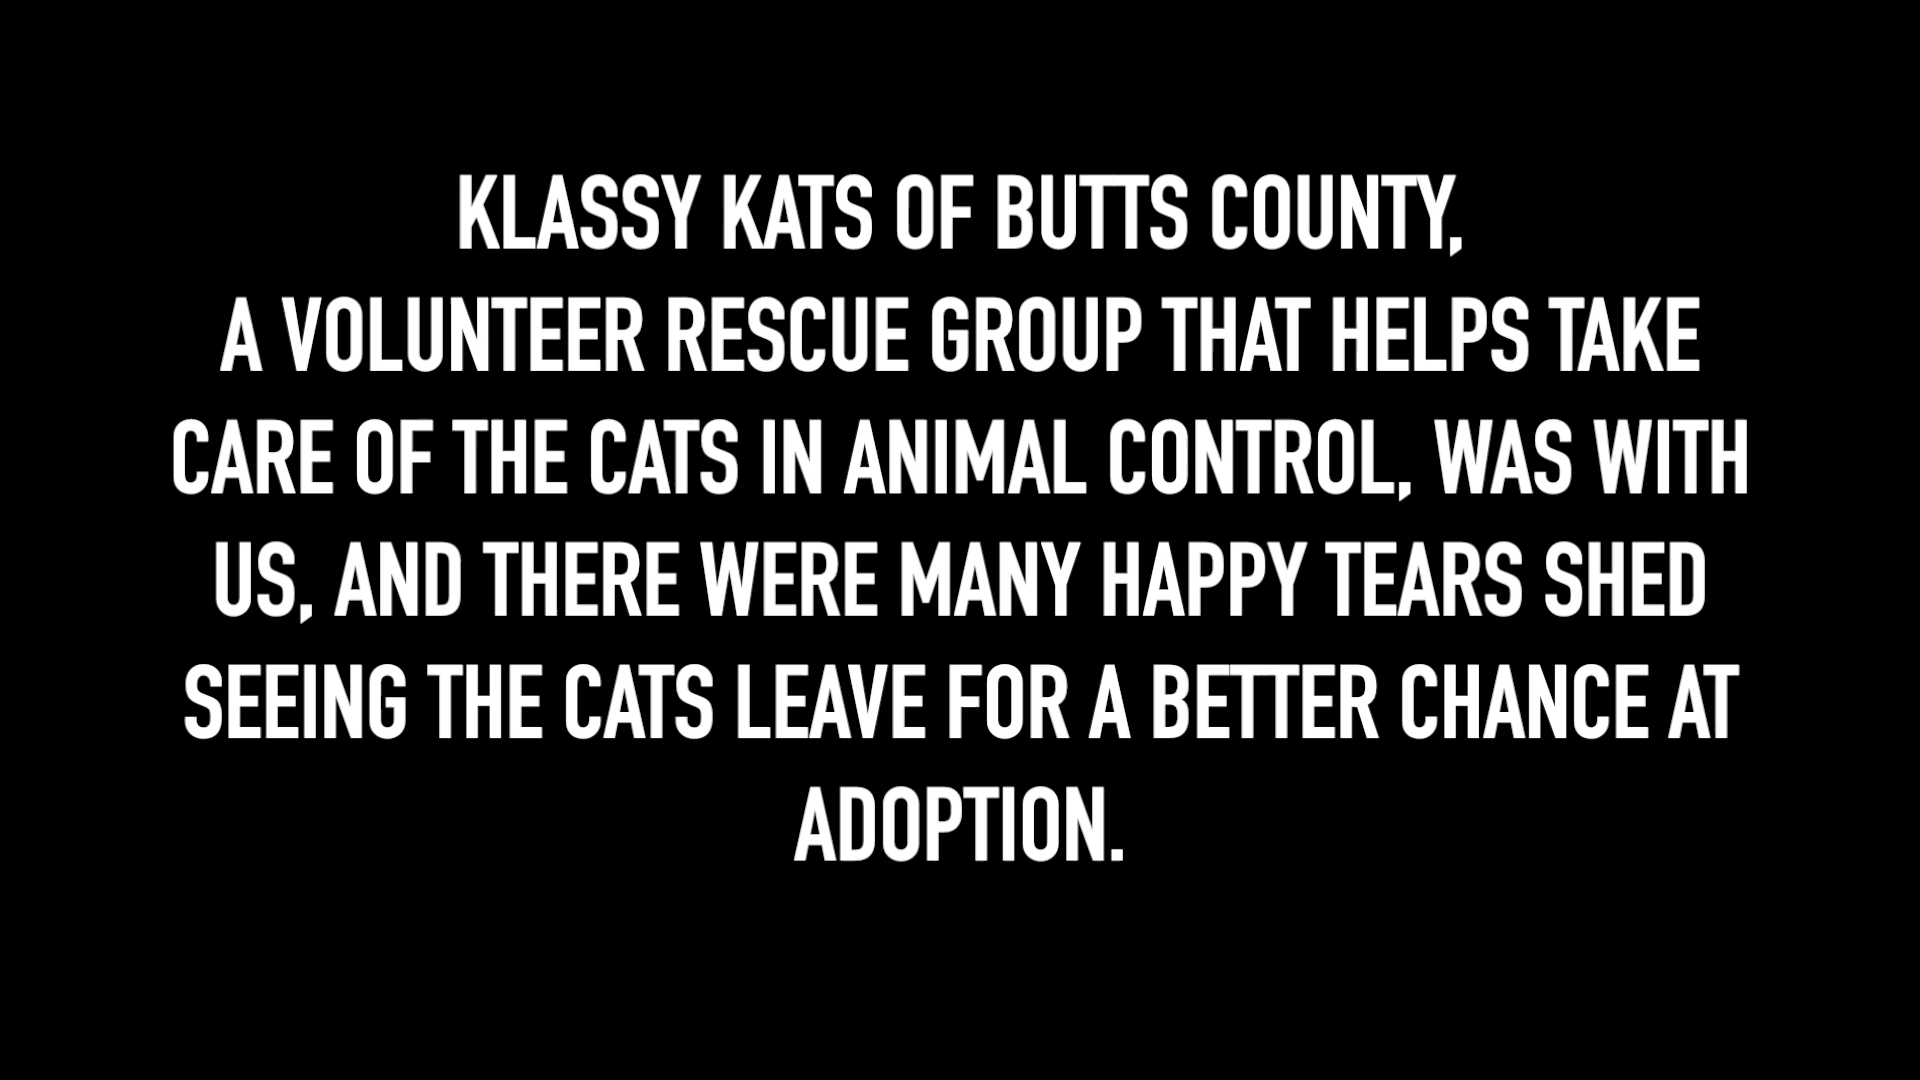 KLASSY KATS OF BUTTS COUNTY,
A VOLUNTEER RESCUE GROUP THAT HELPS TAKE
CARE OF THE CATS IN ANIMAL CONTROL, WAS WITH
US, AND THERE WERE MANY HAPPY TEARS SHED
SEEING THE CATS LEAVE FOR A BETTER CHANCE AT
ADOPTION.